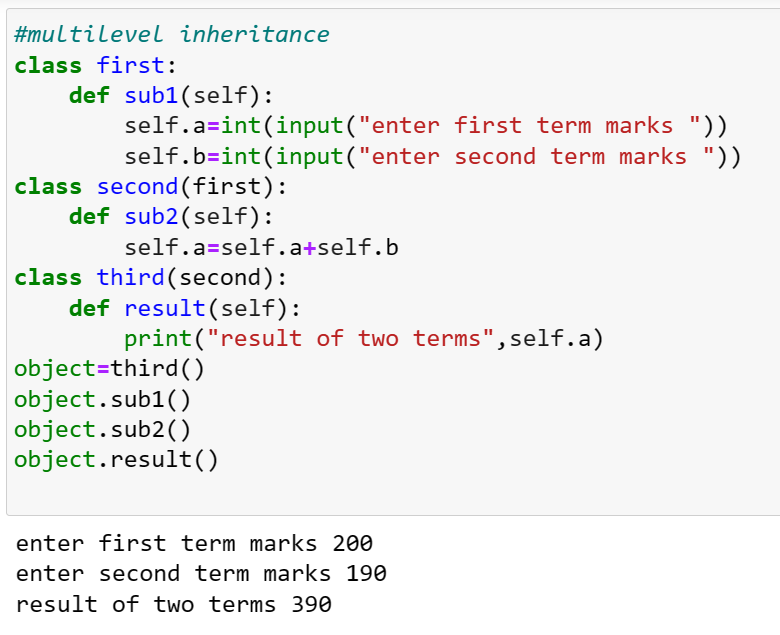 #multilevel inheritance
class first:
    def sub1(self):
        self.a=int(input("enter first term marks "))
        self.b=int(input("enter second term marks "))
class second(first):
    def sub2(self):
        self.a=self.a+self.b
class third(second):
    def result(self):
        print("result of two terms",self.a)
object=third()
object.sub1()
object.sub2()
object.result()
enter first term marks 200
enter second term marks 190
result of two terms 390